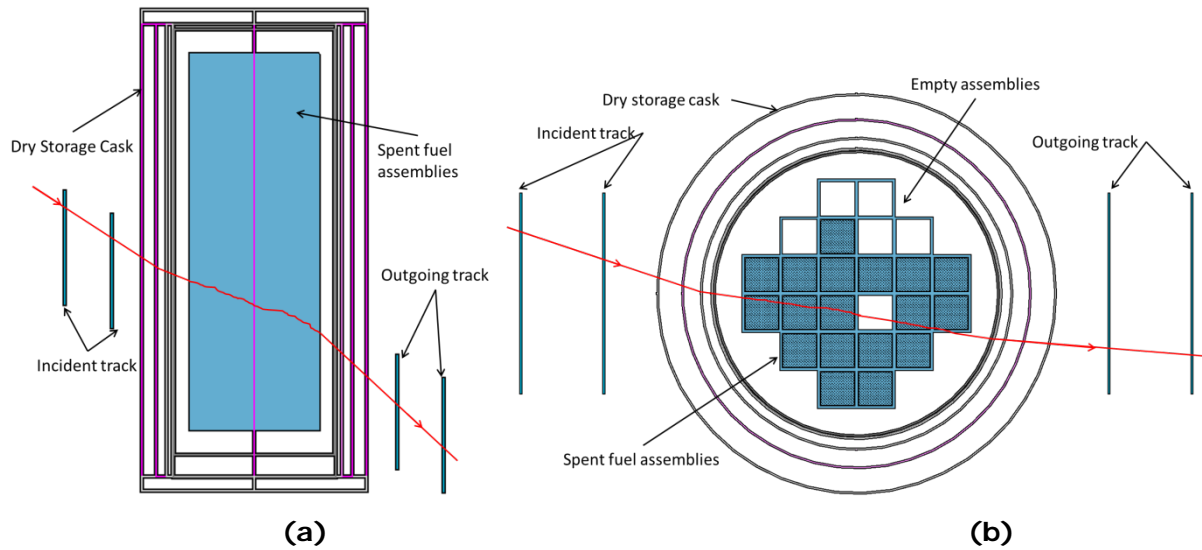 Dry Storage Cask
Spent fuel
assemblies
Incident track
Outgoing track
(a)
Empty assemblies
Dry storage cask
Incident track
Outgoing track
Spent fuel assemblies
(b)